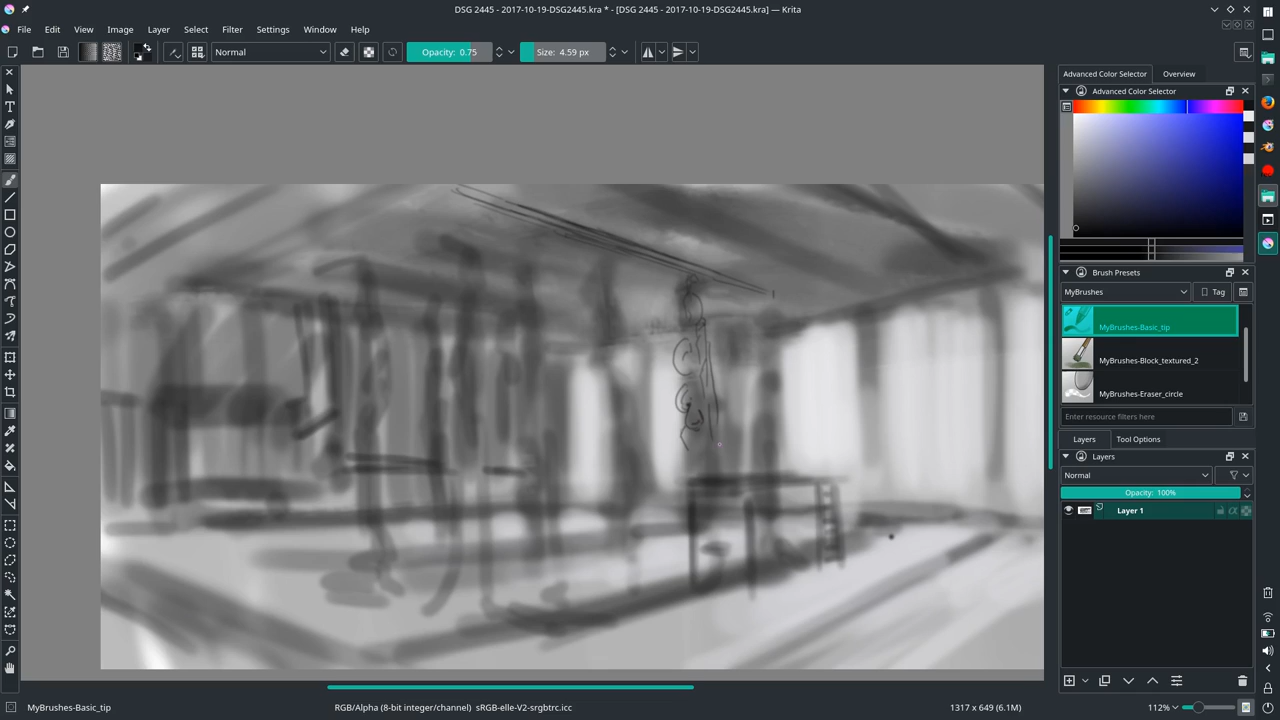 DSG 2445 - 2017-10-19-DSG2445.kra * - [DSG 2445 - 2017-10-19-DSG2445.kra] — Krita
File Edit View Image Layer Select Filter Settings Window Help
Normal Opacity: 0.75 Size: 4.59 px
Advanced Color Selector Overview
Advanced Color Selector
Brush Presets
MyBrushes Tag
MyBrushes-Basic_tip
MyBrushes-Block_textured_2
MyBrushes-Eraser_circle
Enter resource filters here
Layers Tool Options
Layers
Normal
Opacity: 100%
Layer 1
MyBrushes-Basic_tip RGB/Alpha (8-bit integer/channel) sRGB-elle-V2-srgbtrc.icc 1317 x 649 (6.1M) 112%